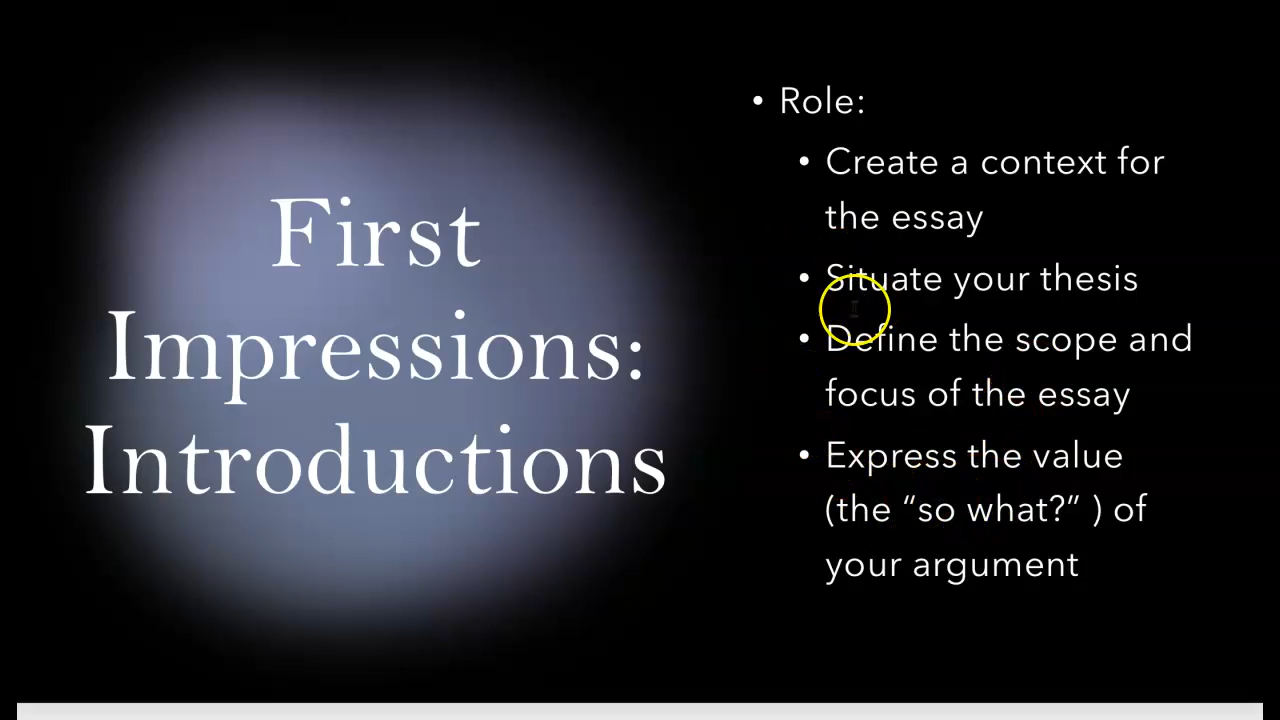 First
Impressions:
Introductions
• Role:
• Create a context for
the essay
• Situate your thesis
• Define the scope and
focus of the essay
• Express the value
(the “so what?” ) of
your argument